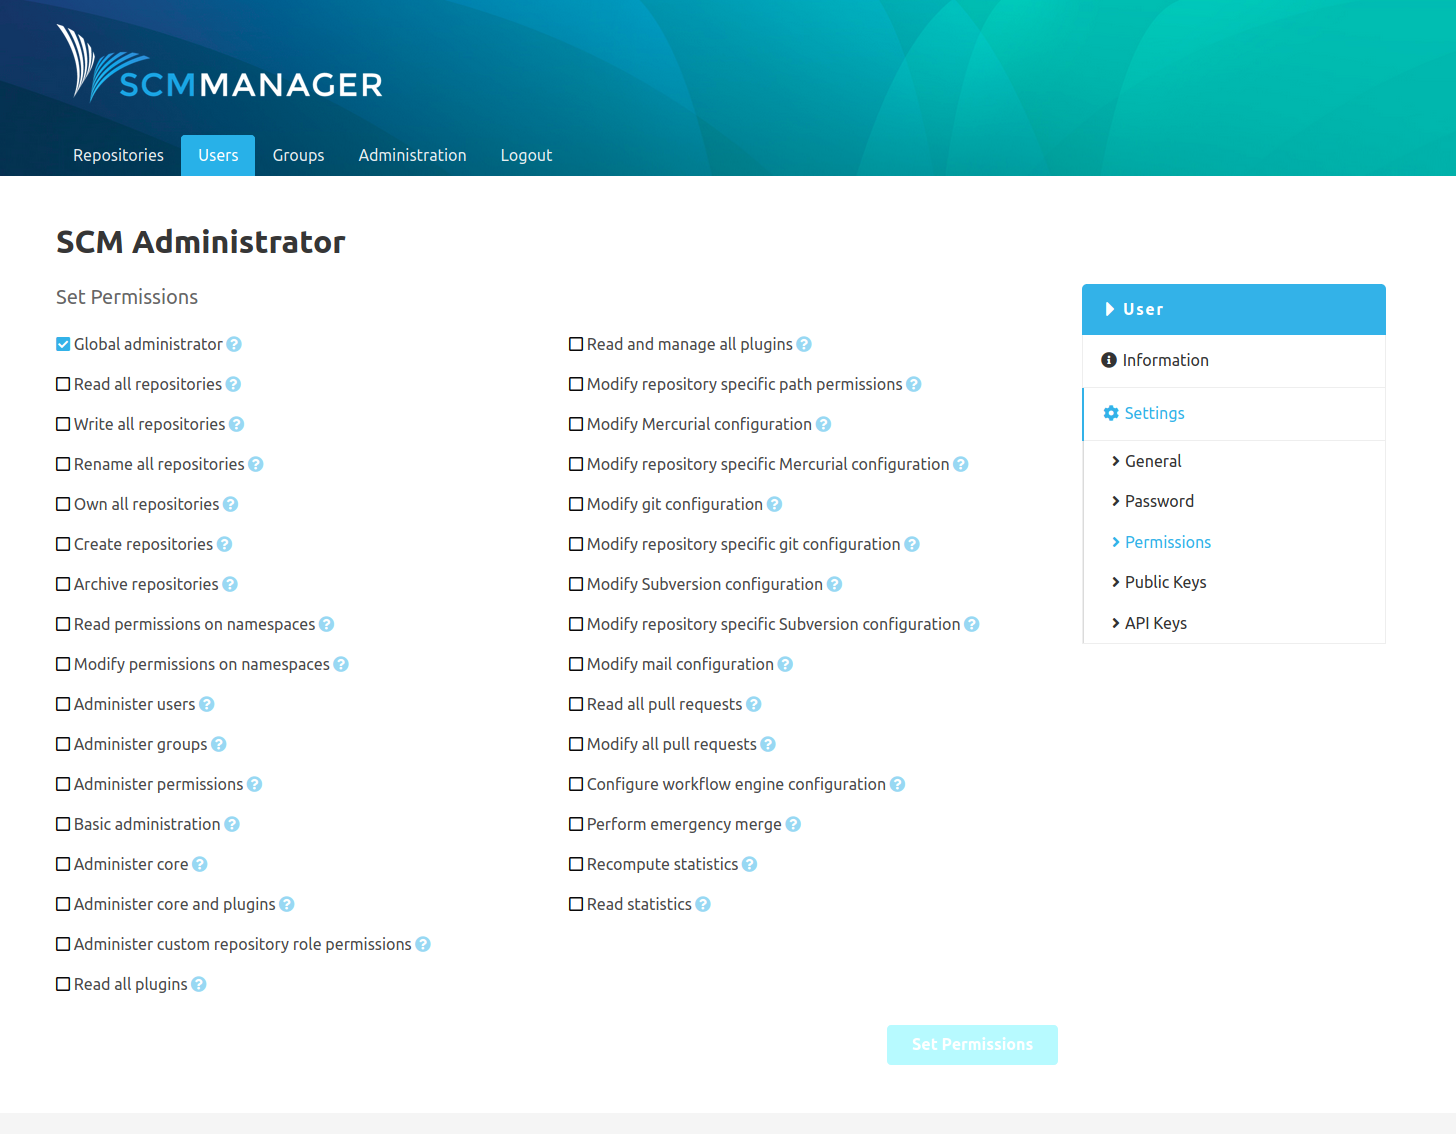 SCMMANAGER
Repositories Users Groups Administration Logout
SCM Administrator
Set Permissions
Global administrator
Read all repositories
Write all repositories
Rename all repositories
Own all repositories
Create repositories
Archive repositories
Read permissions on namespaces
Modify permissions on namespaces
Administer users
Administer groups
Administer permissions
Basic administration
Administer core
Administer core and plugins
Administer custom repository role permissions
Read all plugins
Read and manage all plugins
Modify repository specific path permissions
Modify Mercurial configuration
Modify repository specific Mercurial configuration
Modify git configuration
Modify repository specific git configuration
Modify Subversion configuration
Modify repository specific Subversion configuration
Modify mail configuration
Read all pull requests
Modify all pull requests
Configure workflow engine configuration
Perform emergency merge
Recompute statistics
Read statistics
Set Permissions
User
Information
Settings
General
Password
Permissions
Public Keys
API Keys